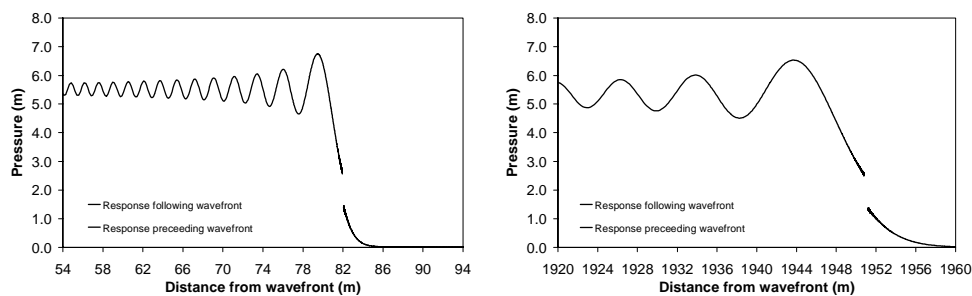 8.0
7.0
6.0
5.0
4.0
3.0
2.0
1.0
0.0
Pressure (m)
Response following wavefront
Response preceeding wavefront
54 58 62 66 70 74 78 82 86 90 94
Distance from wavefront (m)
8.0
7.0
6.0
5.0
4.0
3.0
2.0
1.0
0.0
Pressure (m)
Response following wavefront
Response preceeding wavefront
1920 1924 1928 1932 1936 1940 1944 1948 1952 1956 1960
Distance from wavefront (m)